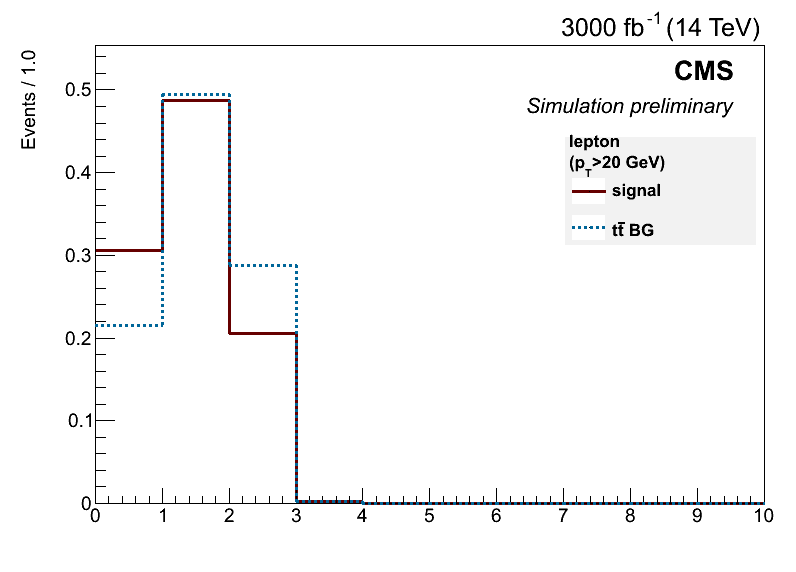 3000 fb⁻¹ (14 TeV)
Events / 1.0
CMS
Simulation preliminary
lepton
(p_T>20 GeV)
signal
tt̄ BG
0.5
0.4
0.3
0.2
0.1
0
0 1 2 3 4 5 6 7 8 9 10